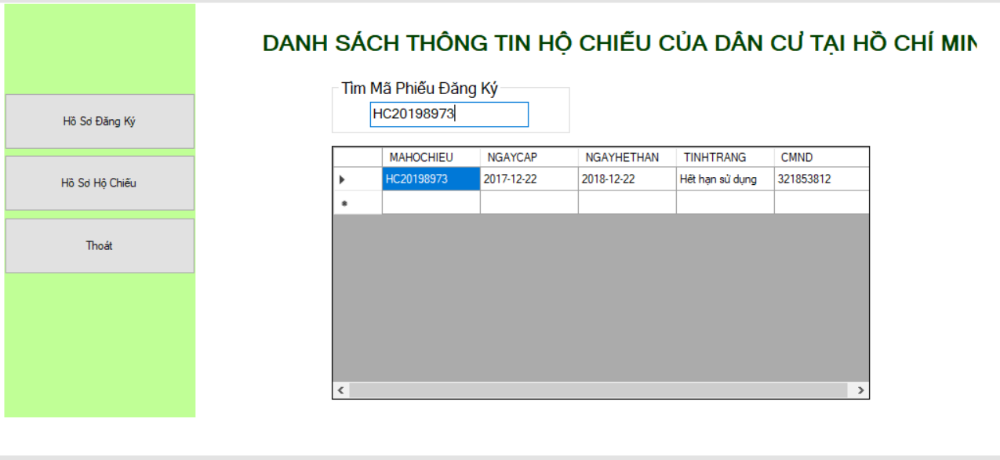 DANH SÁCH THÔNG TIN HỘ CHIẾU CỦA DÂN CƯ TẠI HỒ CHÍ MIN
Tìm Mã Phiếu Đăng Ký
HC20198973
Hồ Sơ Đăng Ký
Hồ Sơ Hộ Chiếu
Thoát
MAHOCHIEU NGAYCAP NGAYHETHAN TINHTRANG CMND
HC20198973 2017-12-22 2018-12-22 Hết hạn sử dụng 321853812